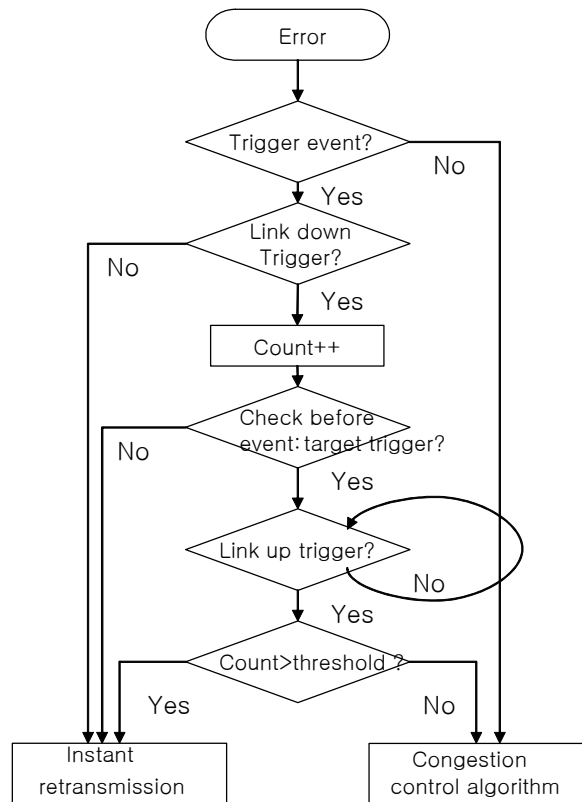 Error
Trigger event?
No
Yes
Link down
Trigger?
No
Yes
Count++
Check before
event:target trigger?
No
Yes
Link up trigger?
No
Yes
Count>threshold ?
Yes
No
Instant
retransmission
Congestion
control algorithm